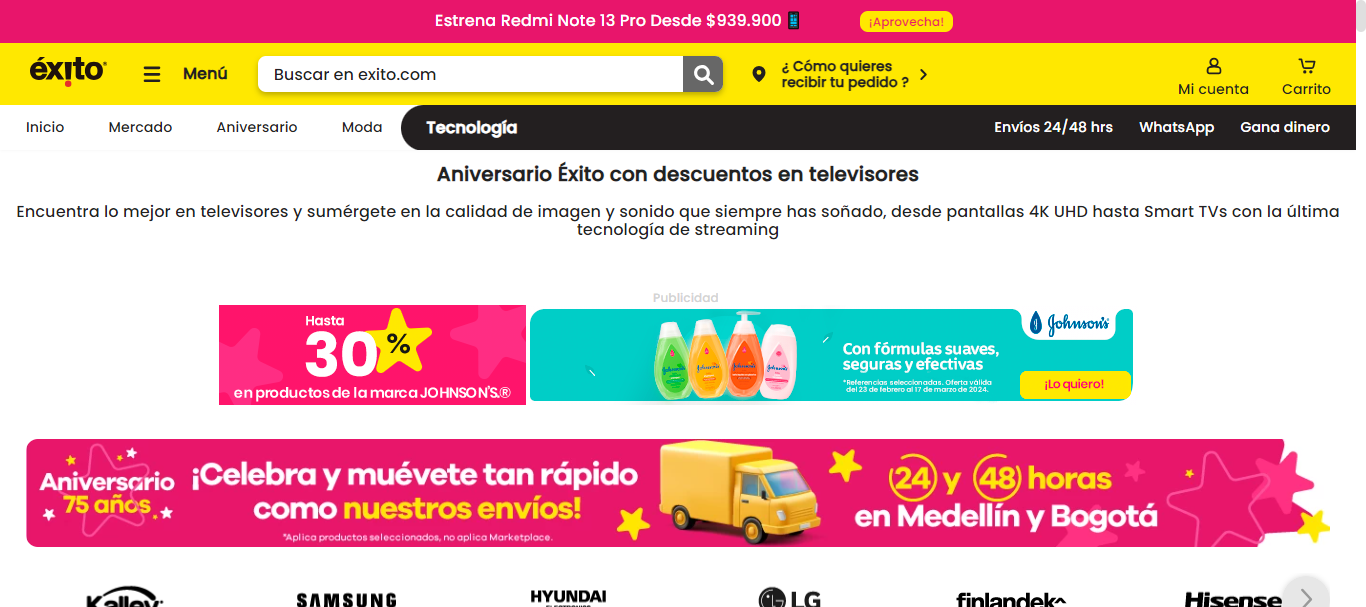 Estrena Redmi Note 13 Pro Desde $939.900
¡Aprovecha!
éxito
Menú
Buscar en exito.com
¿ Cómo quieres
recibir tu pedido ?
Mi cuenta
Carrito
Inicio
Mercado
Aniversario
Moda
Tecnología
Envíos 24/48 hrs
WhatsApp
Gana dinero
Aniversario Éxito con descuentos en televisores
Encuentra lo mejor en televisores y sumérgete en la calidad de imagen y sonido que siempre has soñado, desde pantallas 4K UHD hasta Smart TVs con la última
tecnología de streaming
Publicidad
Hasta
30%
en productos de la marca JOHNSON'S.®
Johnson's
Con fórmulas suaves,
seguras y efectivas
*Referencias seleccionadas. Oferta válida
del 23 de febrero al 17 de marzo de 2024.
¡Lo quiero!
Aniversario
75 años
¡Celebra y muévete tan rápido
como nuestros envíos!
*Aplica productos seleccionados, no aplica Marketplace.
24 y 48 horas
en Medellín y Bogotá
Kalley
SAMSUNG
HYUNDAI
ELECTRONICS
LG
finlandek
Hisense